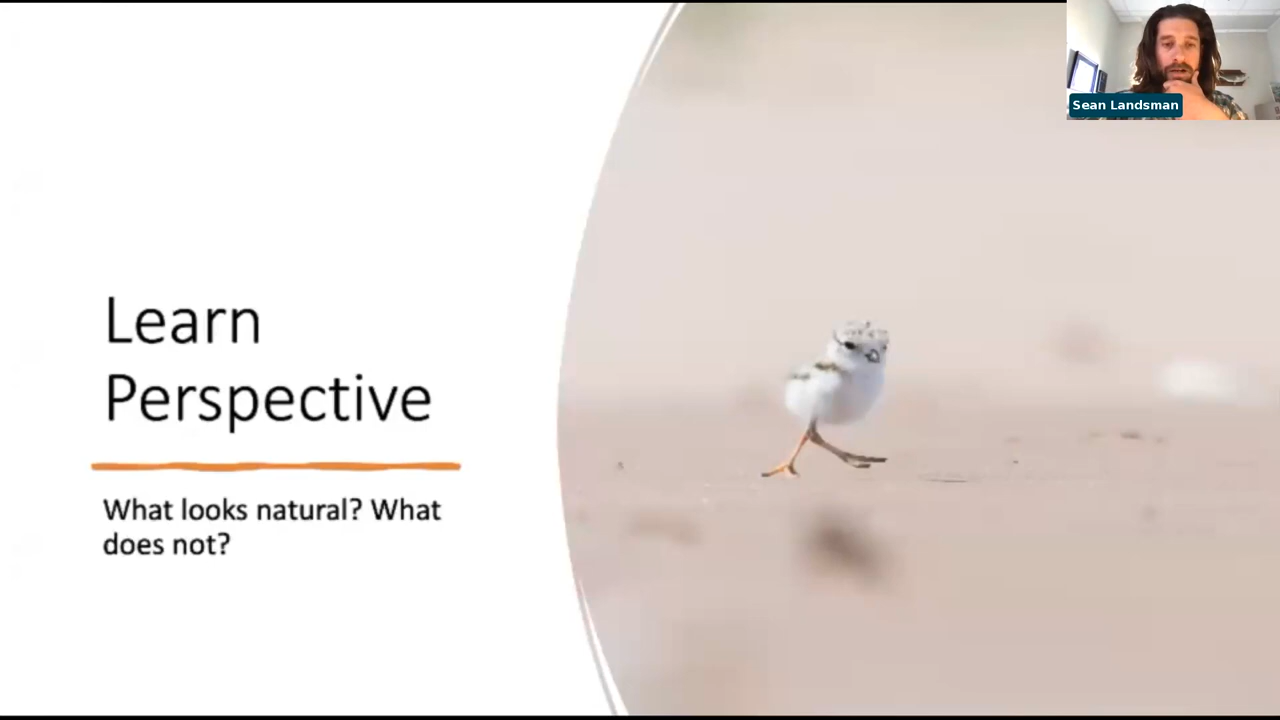 Sean Landsman
Learn
Perspective
What looks natural? What
does not?